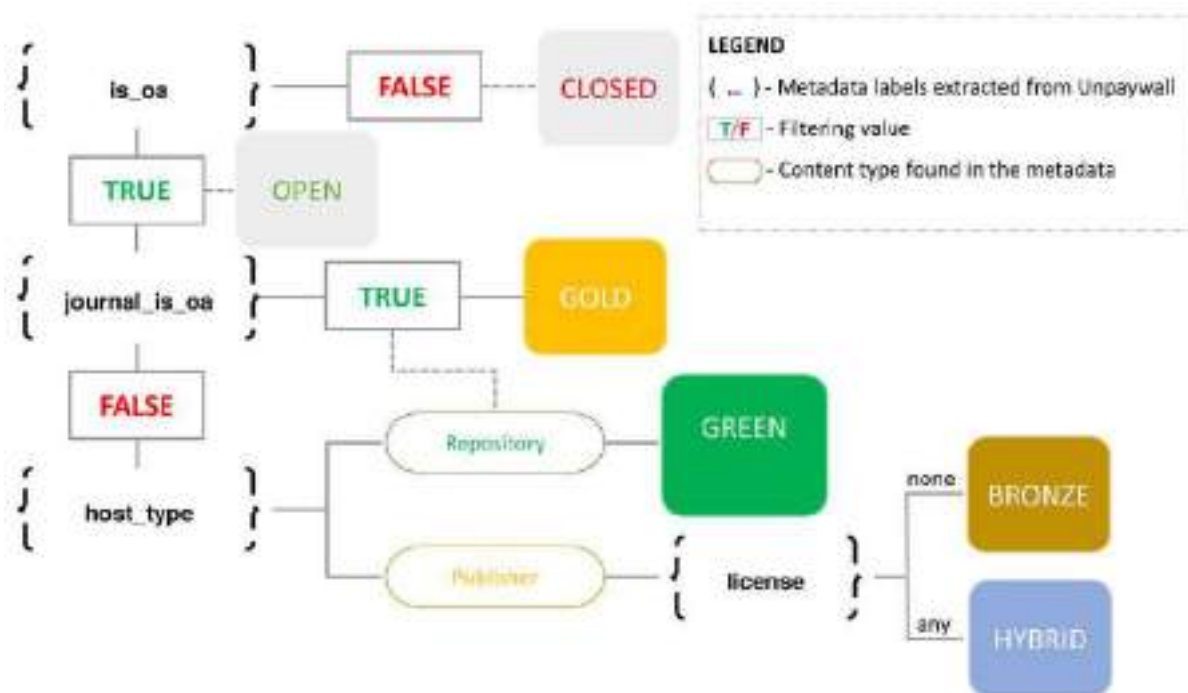 is_oa
FALSE
CLOSED
LEGEND
{ ... } - Metadata labels extracted from Unpaywall
T/F - Filtering value
- Content type found in the metadata
TRUE
OPEN
journal_is_oa
TRUE
GOLD
FALSE
Repository
GREEN
host_type
none
BRONZE
Publisher
license
any
HYBRID